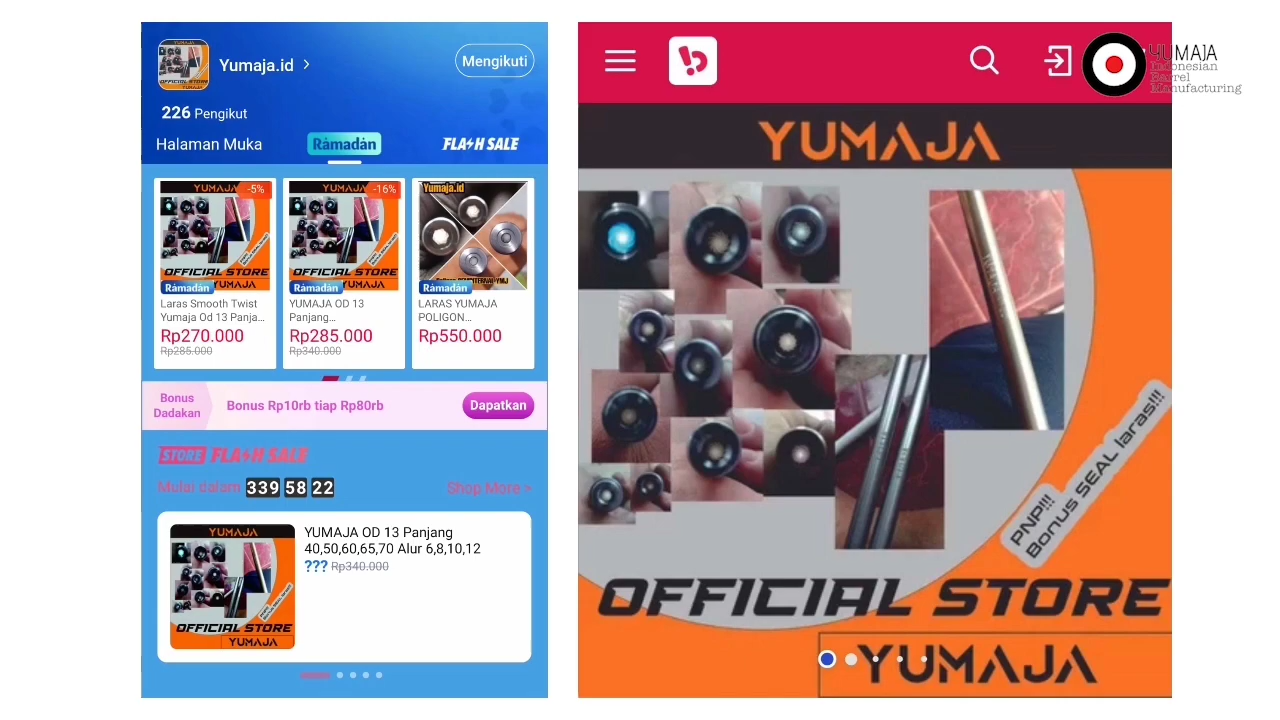 Yumaja.id
Mengikuti
226 Pengikut
Halaman Muka
Ramadan
FLASH SALE
YUMAJA
-5%
OFFICIAL STORE
YUMAJA
Ramadan
Laras Smooth Twist
Yumaja Od 13 Panja...
Rp270.000
Rp285.000
YUMAJA
-16%
OFFICIAL STORE
YUMAJA
Ramadan
YUMAJA OD 13
Panjang...
Rp285.000
Rp340.000
Yumaja.id
Ramadan
LARAS YUMAJA
POLIGON...
Rp550.000
Bonus
Dadakan
Bonus Rp10rb tiap Rp80rb
Dapatkan
STORE FLASH SALE
Mulai dalam 339 58 22
Shop More >
YUMAJA
OFFICIAL STORE
YUMAJA
YUMAJA OD 13 Panjang
40,50,60,65,70 Alur 6,8,10,12
??? Rp340.000
YUMAJA
Indonesian
Barrel
Manufacturing
YUMAJA
PNP!!!
Bonus SEAL laras!!!
OFFICIAL STORE
YUMAJA